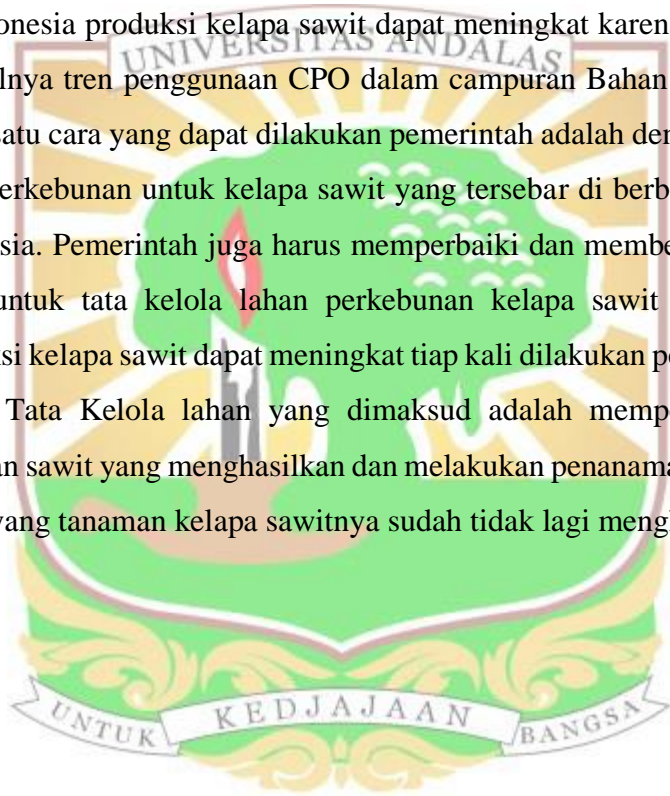 onesia produksi kelapa sawit dapat meningkat karen
UNIVERSITAS ANDALAS
lnya tren penggunaan CPO dalam campuran Bahan
satu cara yang dapat dilakukan pemerintah adalah den
erkebunan untuk kelapa sawit yang tersebar di berb
sia. Pemerintah juga harus memperbaiki dan membe
untuk tata kelola lahan perkebunan kelapa sawit
si kelapa sawit dapat meningkat tiap kali dilakukan p
Tata Kelola lahan yang dimaksud adalah memp
n sawit yang menghasilkan dan melakukan penanama
yang tanaman kelapa sawitnya sudah tidak lagi meng
UNTUK KEDJAJAAN BANGSA